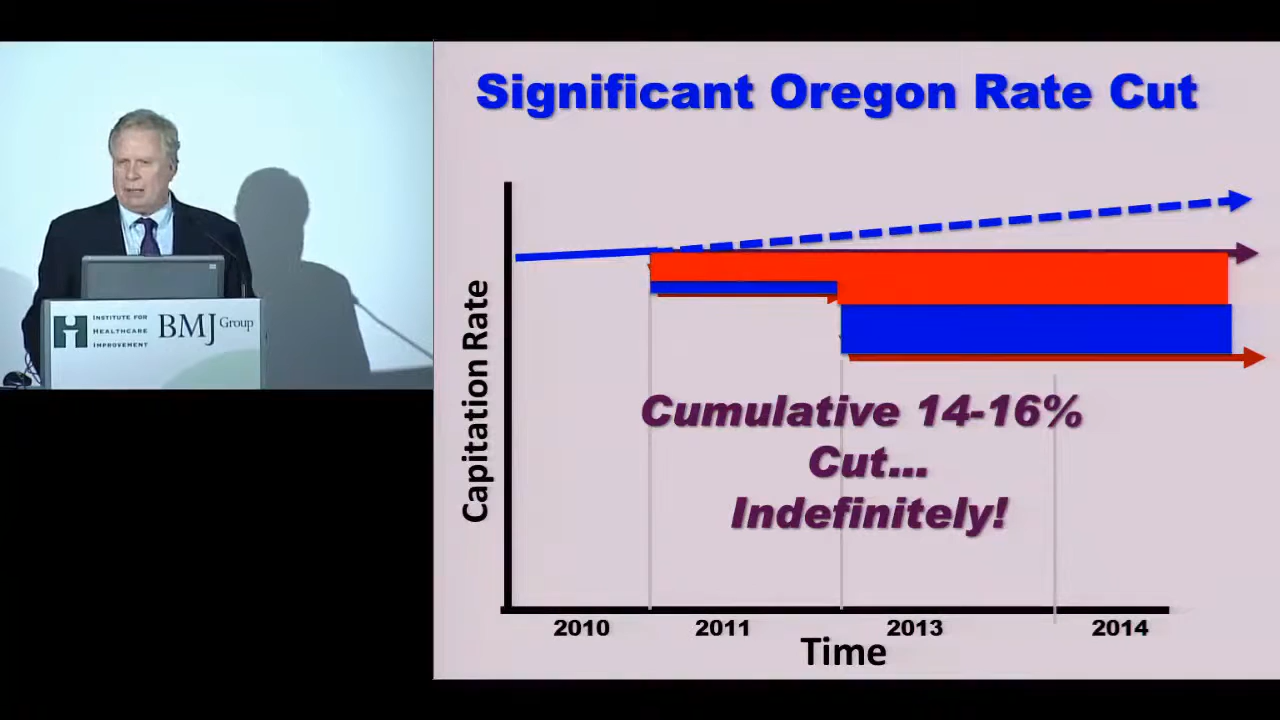 Significant Oregon Rate Cut
INSTITUTE FOR
HEALTHCARE
IMPROVEMENT
BMJ Group
Capitation Rate
Cumulative 14-16%
Cut...
Indefinitely!
2010 2011 2013 2014
Time